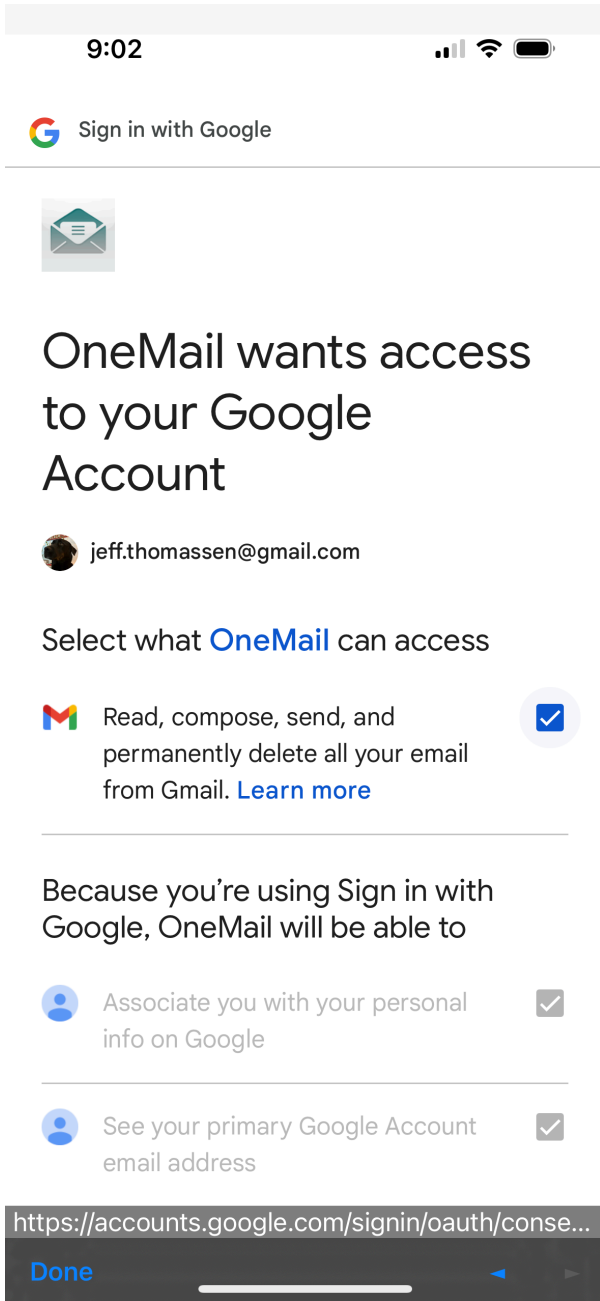 9:02
Sign in with Google
OneMail wants access
to your Google
Account
jeff.thomassen@gmail.com
Select what OneMail can access
Read, compose, send, and
permanently delete all your email
from Gmail. Learn more
Because you’re using Sign in with
Google, OneMail will be able to
Associate you with your personal
info on Google
See your primary Google Account
email address
https://accounts.google.com/signin/oauth/conse...
Done